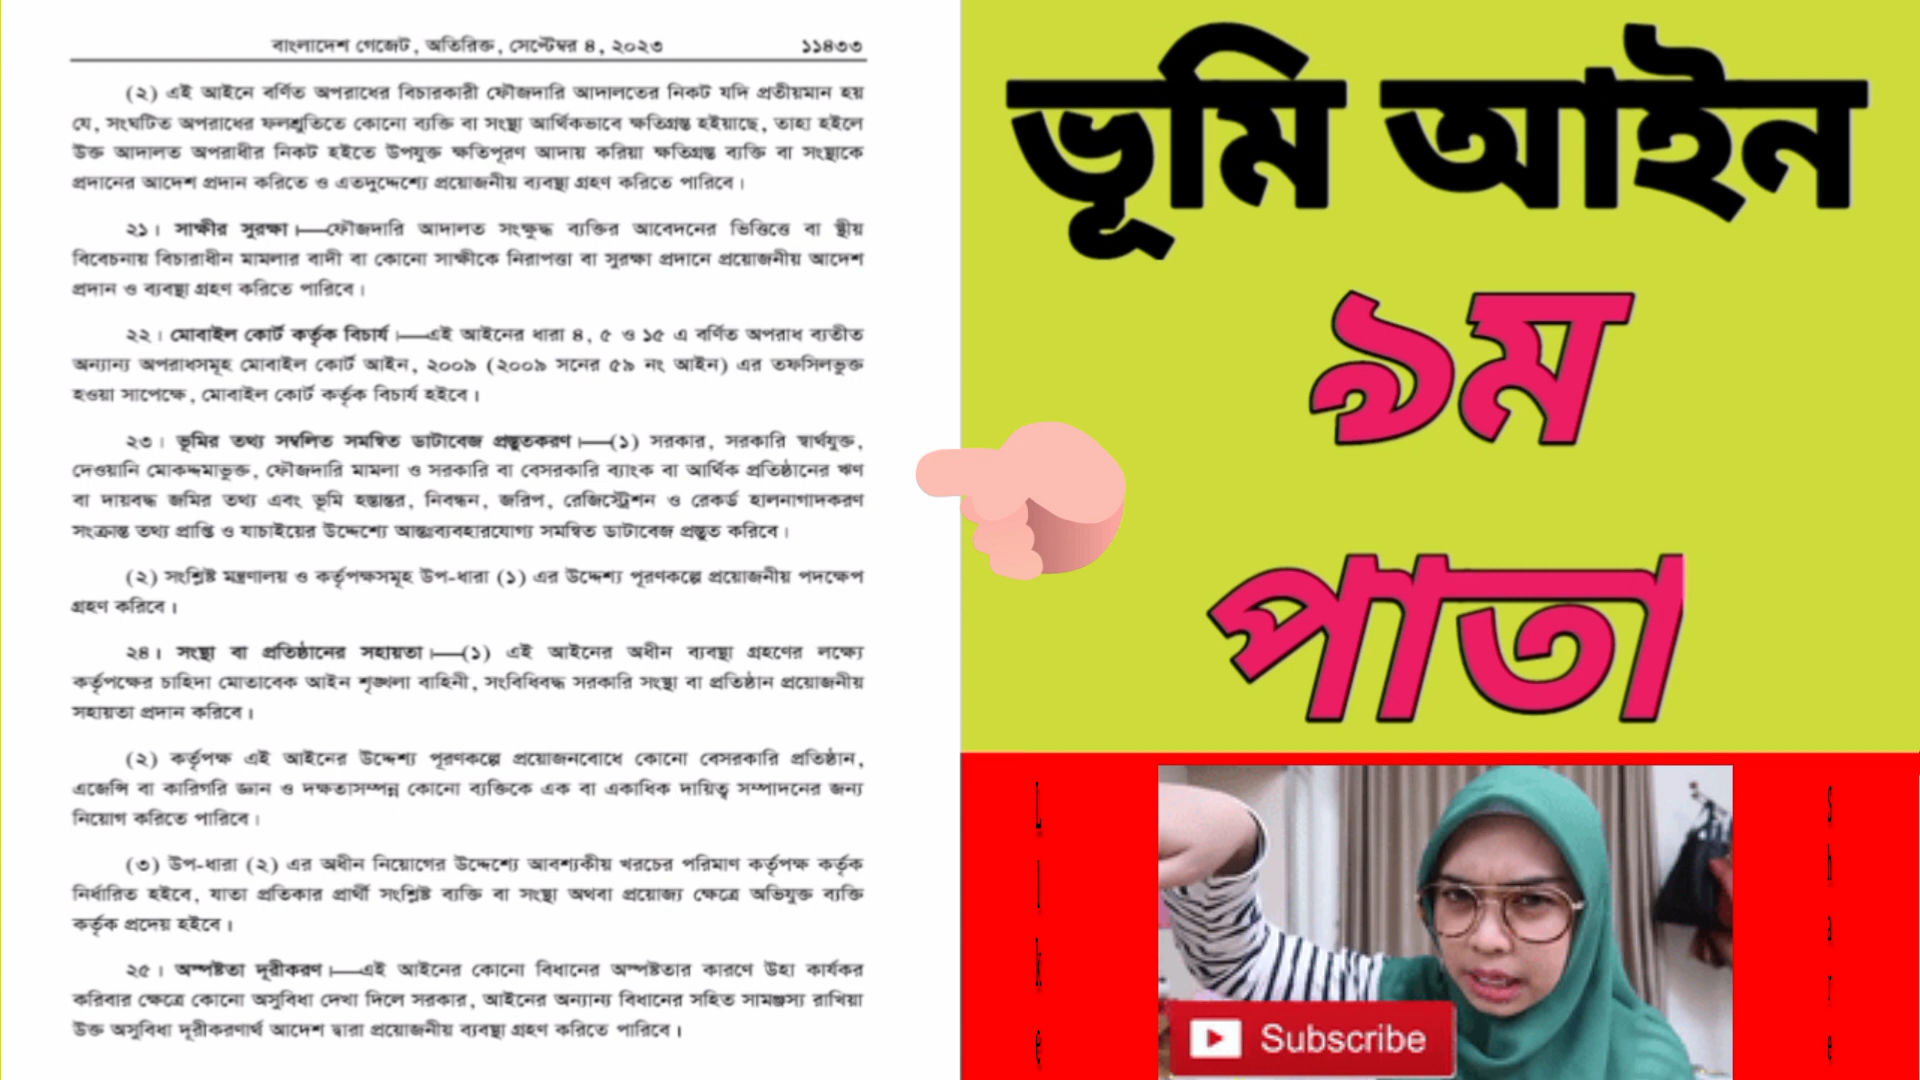 বাংলাদেশ গেজেট, অতিরিক্ত, সেপ্টেম্বর ৪, ২০২৩ ১১৪৩৩
(২) এই আইনে বর্ণিত অপরাধের বিচারকারী ফৌজদারি আদালতের নিকট যদি প্রতীয়মান হয়
যে, সংঘটিত অপরাধের ফলশ্রুতিতে কোনো ব্যক্তি বা সংস্থা আর্থিকভাবে ক্ষতিগ্রস্ত হইয়াছে, তাহা হইলে
উক্ত আদালত অপরাধীর নিকট হইতে উপযুক্ত ক্ষতিপূরণ আদায় করিয়া ক্ষতিগ্রস্ত ব্যক্তি বা সংস্থাকে
প্রদানের আদেশ প্রদান করিতে ও এতদুদ্দেশ্যে প্রয়োজনীয় ব্যবস্থা গ্রহণ করিতে পারিবে।
২১। সাক্ষীর সুরক্ষা।—ফৌজদারি আদালত সংক্ষুব্ধ ব্যক্তির আবেদনের ভিত্তিতে বা স্বীয়
বিবেচনায় বিচারাধীন মামলার বাদী বা কোনো সাক্ষীকে নিরাপত্তা বা সুরক্ষা প্রদানে প্রয়োজনীয় আদেশ
প্রদান ও ব্যবস্থা গ্রহণ করিতে পারিবে।
২২। মোবাইল কোর্ট কর্তৃক বিচার্য।—এই আইনের ধারা ৪, ৫ ও ১৫ এ বর্ণিত অপরাধ ব্যতীত
অন্যান্য অপরাধসমূহ মোবাইল কোর্ট আইন, ২০০৯ (২০০৯ সনের ৫৯ নং আইন) এর তফসিলভুক্ত
হওয়া সাপেক্ষে, মোবাইল কোর্ট কর্তৃক বিচার্য হইবে।
২৩। ভূমির তথ্য সম্বলিত সমন্বিত ডাটাবেজ প্রস্তুতকরণ।—(১) সরকার, সরকারি স্বার্থযুক্ত,
দেওয়ানি মোকদ্দমাভুক্ত, ফৌজদারি মামলা ও সরকারি বা বেসরকারি ব্যাংক বা আর্থিক প্রতিষ্ঠানের ঋণ
বা দায়বদ্ধ জমির তথ্য এবং ভূমি হস্তান্তর, নিবন্ধন, জরিপ, রেজিস্ট্রেশন ও রেকর্ড হালনাগাদকরণ
সংক্রান্ত তথ্য প্রাপ্তি ও যাচাইয়ের উদ্দেশ্যে আন্তঃব্যবহারযোগ্য সমন্বিত ডাটাবেজ প্রস্তুত করিবে।
(২) সংশ্লিষ্ট মন্ত্রণালয় ও কর্তৃপক্ষসমূহ উপ-ধারা (১) এর উদ্দেশ্য পূরণকল্পে প্রয়োজনীয় পদক্ষেপ
গ্রহণ করিবে।
২৪। সংস্থা বা প্রতিষ্ঠানের সহায়তা।—(১) এই আইনের অধীন ব্যবস্থা গ্রহণের লক্ষ্যে
কর্তৃপক্ষের চাহিদা মোতাবেক আইন শৃঙ্খলা বাহিনী, সংবিধিবদ্ধ সরকারি সংস্থা বা প্রতিষ্ঠান প্রয়োজনীয়
সহায়তা প্রদান করিবে।
(২) কর্তৃপক্ষ এই আইনের উদ্দেশ্য পূরণকল্পে প্রয়োজনবোধে কোনো বেসরকারি প্রতিষ্ঠান,
এজেন্সি বা কারিগরি জ্ঞান ও দক্ষতাসম্পন্ন কোনো ব্যক্তিকে এক বা একাধিক দায়িত্ব সম্পাদনের জন্য
নিয়োগ করিতে পারিবে।
(৩) উপ-ধারা (২) এর অধীন নিয়োগের উদ্দেশ্যে আবশ্যকীয় খরচের পরিমাণ কর্তৃপক্ষ কর্তৃক
নির্ধারিত হইবে, যাতা প্রতিকার প্রার্থী সংশ্লিষ্ট ব্যক্তি বা সংস্থা অথবা প্রযোজ্য ক্ষেত্রে অভিযুক্ত ব্যক্তি
কর্তৃক প্রদেয় হইবে।
২৫। অস্পষ্টতা দূরীকরণ।—এই আইনের কোনো বিধানের অস্পষ্টতার কারণে উহা কার্যকর
করিবার ক্ষেত্রে কোনো অসুবিধা দেখা দিলে সরকার, আইনের অন্যান্য বিধানের সহিত সামঞ্জস্য রাখিয়া
উক্ত অসুবিধা দূরীকরণার্থ আদেশ দ্বারা প্রয়োজনীয় ব্যবস্থা গ্রহণ করিতে পারিবে।
ভূমি আইন
৯ম
পাতা
Subscribe